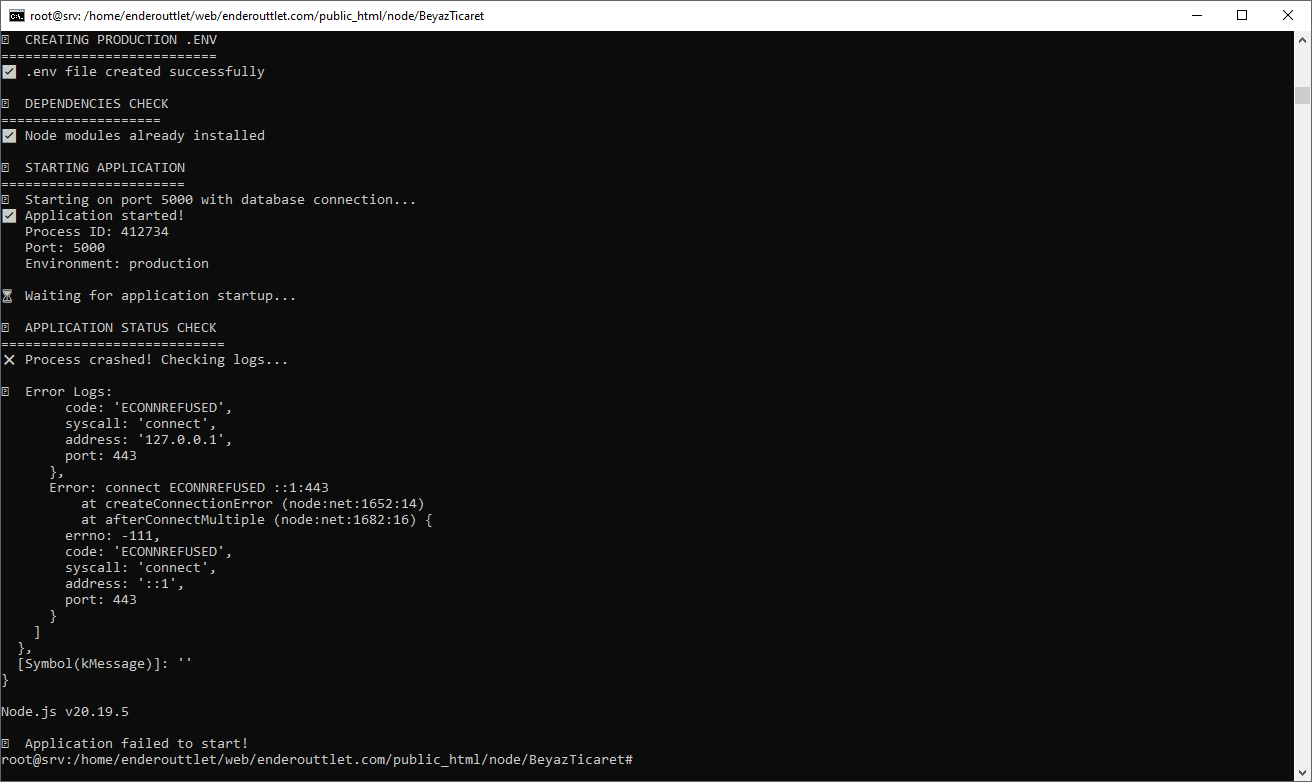 root@srv: /home/enderouttlet/web/enderouttlet.com/public_html/node/BeyazTicaret
CREATING PRODUCTION .ENV
===========================
.env file created successfully
DEPENDENCIES CHECK
====================
Node modules already installed
STARTING APPLICATION
=======================
Starting on port 5000 with database connection...
Application started!
Process ID: 412734
Port: 5000
Environment: production
Waiting for application startup...
APPLICATION STATUS CHECK
============================
Process crashed! Checking logs...
Error Logs:
code: 'ECONNREFUSED',
syscall: 'connect',
address: '127.0.0.1',
port: 443
},
Error: connect ECONNREFUSED ::1:443
at createConnectionError (node:net:1652:14)
at afterConnectMultiple (node:net:1682:16) {
errno: -111,
code: 'ECONNREFUSED',
syscall: 'connect',
address: '::1',
port: 443
}
]
},
[Symbol(kMessage)]: ''
}
Node.js v20.19.5
Application failed to start!
root@srv:/home/enderouttlet/web/enderouttlet.com/public_html/node/BeyazTicaret#